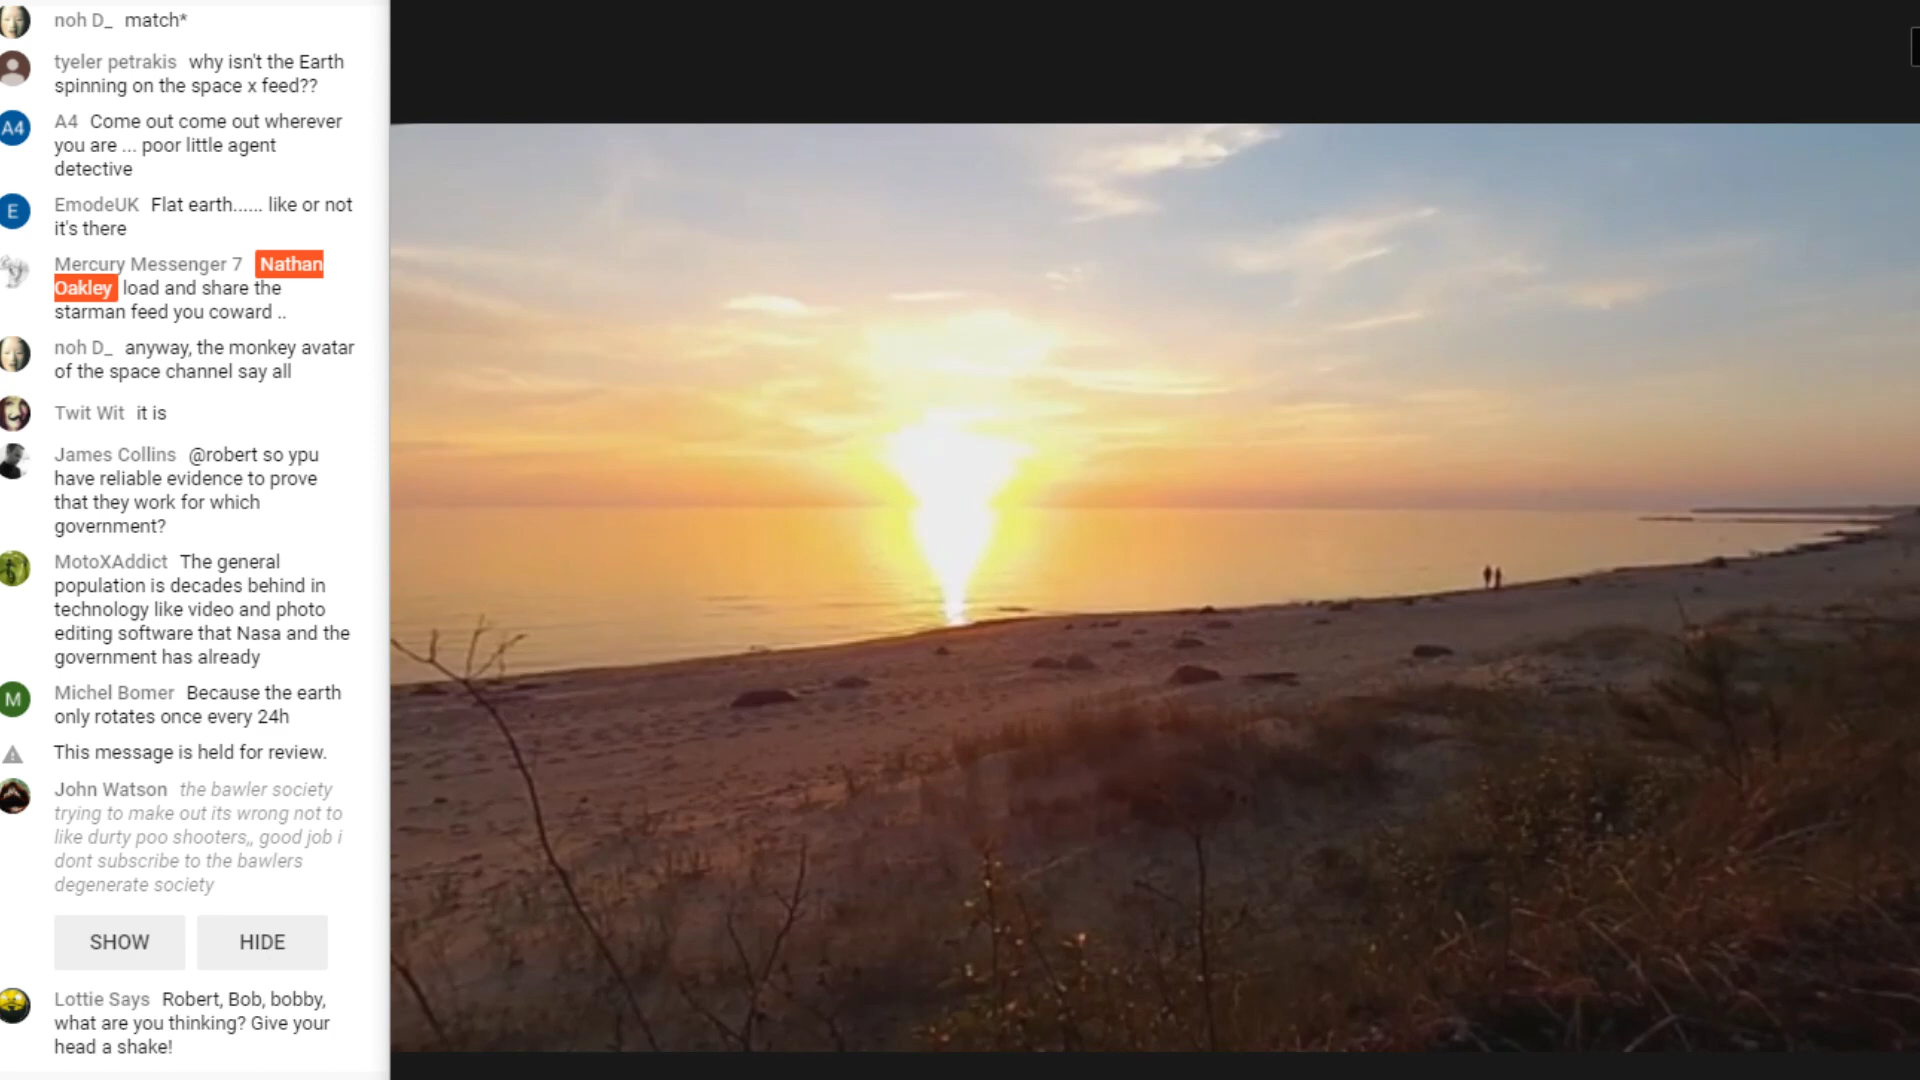 noh D_ match*
tyeler petrakis why isn't the Earth
spinning on the space x feed??
A4
A4 Come out come out wherever
you are ... poor little agent
detective
E
EmodeUK Flat earth...... like or not
it's there
Mercury Messenger 7 Nathan
Oakley load and share the
starman feed you coward ..
noh D_ anyway, the monkey avatar
of the space channel say all
Twit Wit it is
James Collins @robert so ypu
have reliable evidence to prove
that they work for which
government?
MotoXAddict The general
population is decades behind in
technology like video and photo
editing software that Nasa and the
government has already
M
Michel Bomer Because the earth
only rotates once every 24h
This message is held for review.
John Watson the bawler society
trying to make out its wrong not to
like durty poo shooters,, good job i
dont subscribe to the bawlers
degenerate society
SHOW HIDE
Lottie Says Robert, Bob, bobby,
what are you thinking? Give your
head a shake!